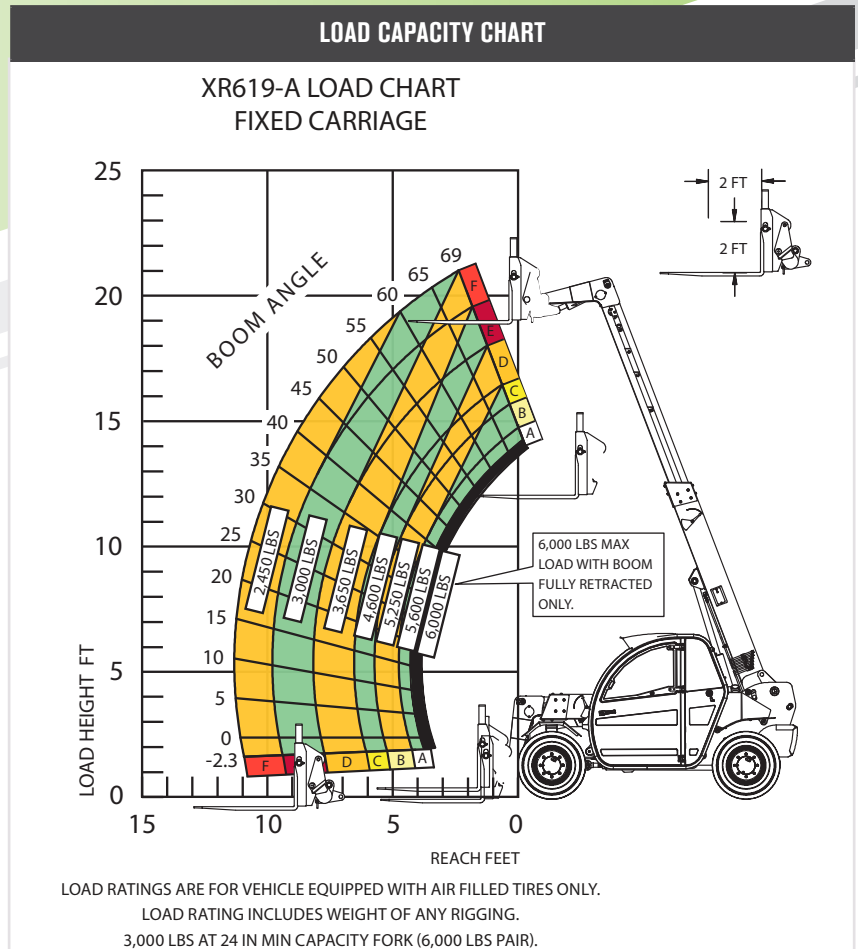 LOAD CAPACITY CHART
XR619-A LOAD CHART
FIXED CARRIAGE
25
20
15
10
5
0
LOAD HEIGHT FT
BOOM ANGLE
69
65
60
55
50
45
40
35
30
25
20
15
10
5
0
-2.3
2 FT
2 FT
F
E
D
C
B
A
2,450 LBS
3,000 LBS
3,650 LBS
4,600 LBS
5,250 LBS
5,600 LBS
6,000 LBS
6,000 LBS MAX
LOAD WITH BOOM
FULLY RETRACTED
ONLY.
F
D
C
B
A
15
10
5
0
REACH FEET
LOAD RATINGS ARE FOR VEHICLE EQUIPPED WITH AIR FILLED TIRES ONLY.
LOAD RATING INCLUDES WEIGHT OF ANY RIGGING.
3,000 LBS AT 24 IN MIN CAPACITY FORK (6,000 LBS PAIR).